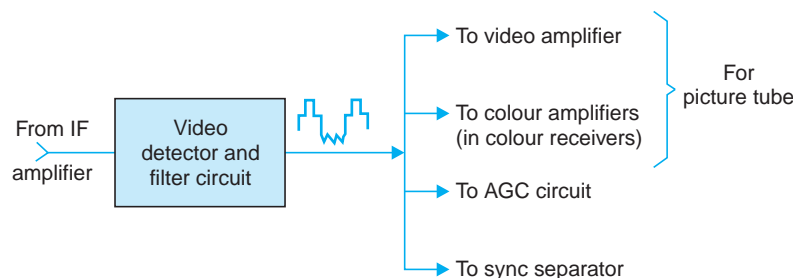 From IF
amplifier
Video
detector and
filter circuit
To video amplifier
To colour amplifiers
(in colour receivers)
To AGC circuit
To sync separator
For
picture tube